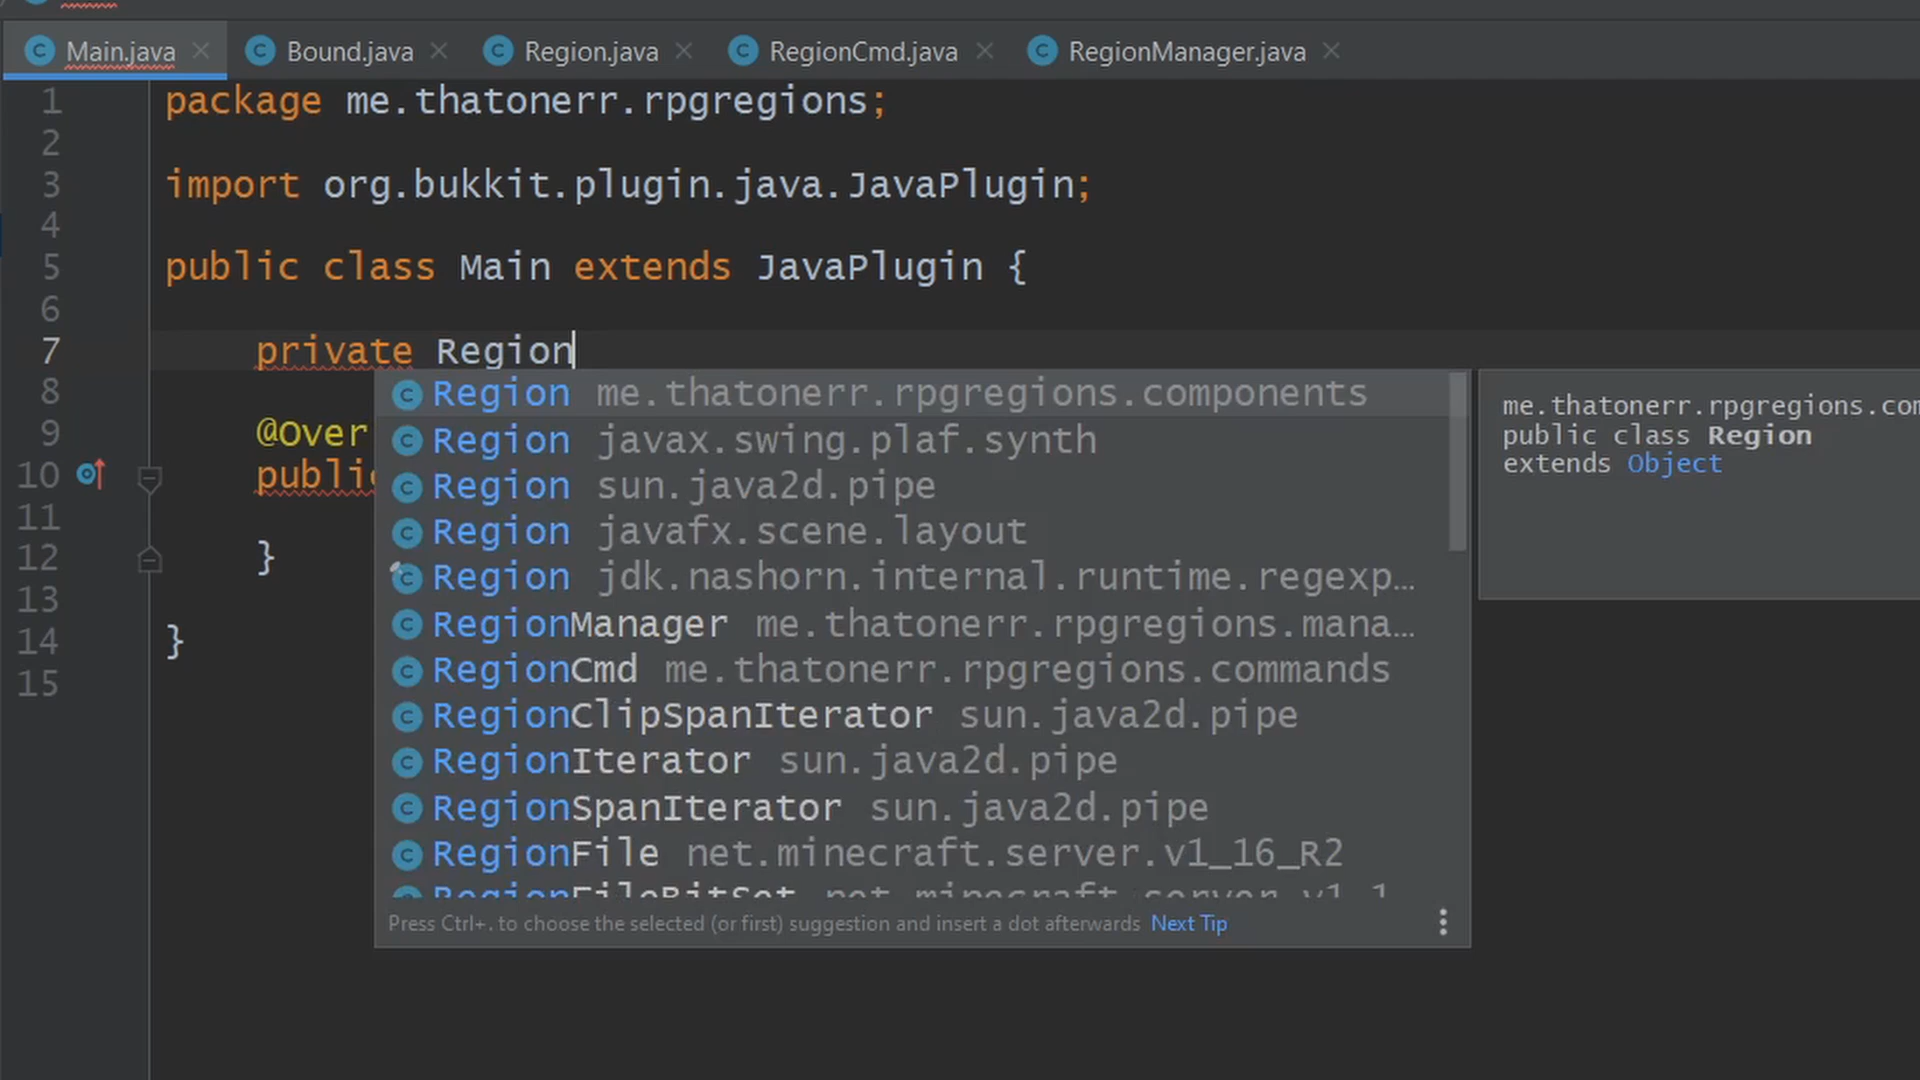 Main.java Bound.java Region.java RegionCmd.java RegionManager.java
1 package me.thatonerr.rpgregions;
2
3 import org.bukkit.plugin.java.JavaPlugin;
4
5 public class Main extends JavaPlugin {
6
7 private Region
8
9 @Over
10 public
11
12 }
13
14 }
15
Region me.thatonerr.rpgregions.components
Region javax.swing.plaf.synth
Region sun.java2d.pipe
Region javafx.scene.layout
Region jdk.nashorn.internal.runtime.regexp…
RegionManager me.thatonerr.rpgregions.mana…
RegionCmd me.thatonerr.rpgregions.commands
RegionClipSpanIterator sun.java2d.pipe
RegionIterator sun.java2d.pipe
RegionSpanIterator sun.java2d.pipe
RegionFile net.minecraft.server.v1_16_R2
RegionFileBitSet net.minecraft.server.v1_1
Press Ctrl+. to choose the selected (or first) suggestion and insert a dot afterwards Next Tip
me.thatonerr.rpgregions.com
public class Region
extends Object